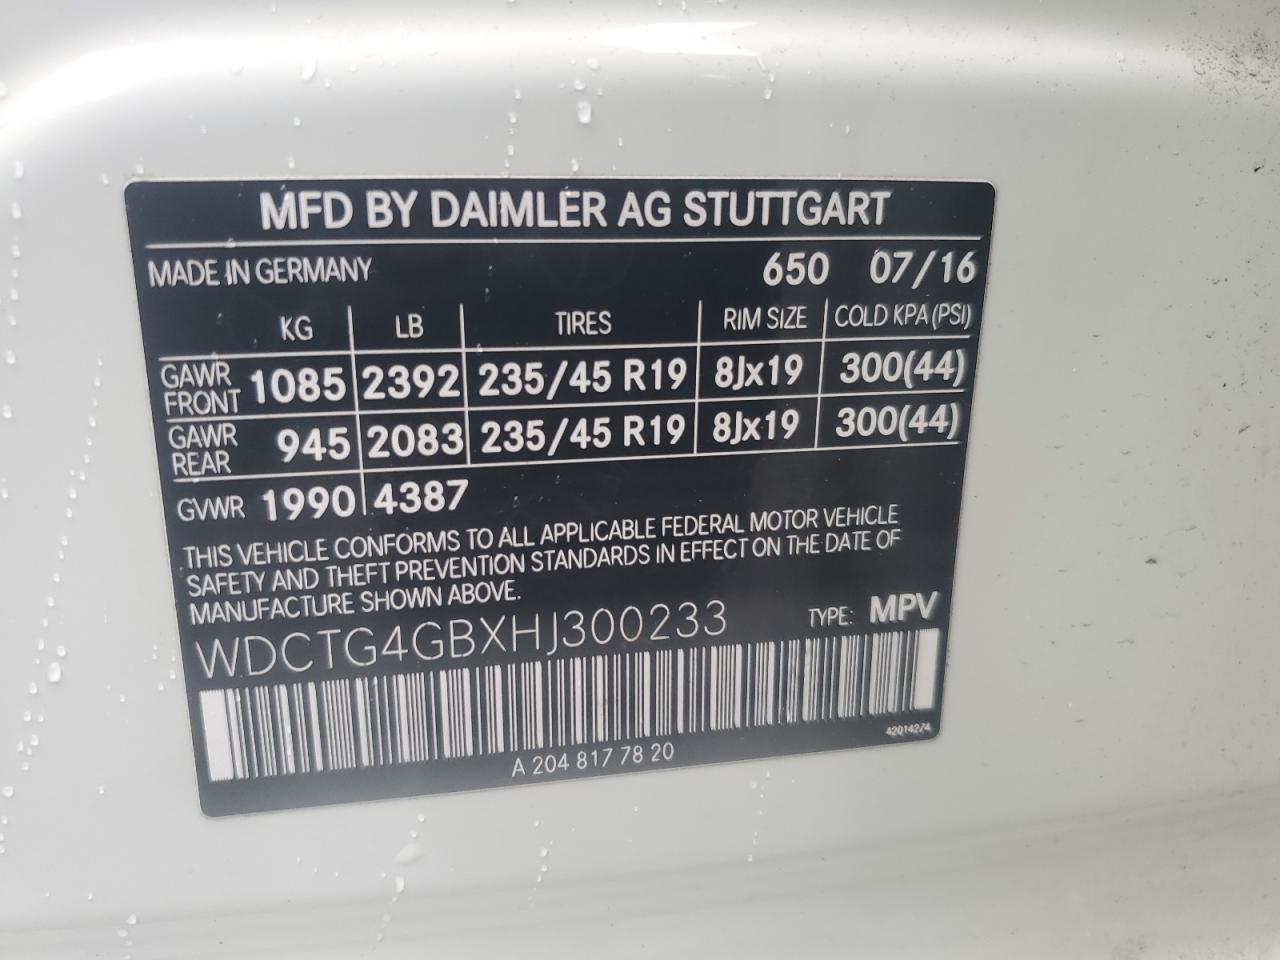 MFD BY DAIMLER AG STUTTGART
MADE IN GERMANY 650 07/16
KG LB TIRES RIM SIZE COLD KPA (PSI)
GAWR FRONT 1085 2392 235/45 R19 8Jx19 300(44)
GAWR REAR 945 2083 235/45 R19 8Jx19 300(44)
GVWR 1990 4387
THIS VEHICLE CONFORMS TO ALL APPLICABLE FEDERAL MOTOR VEHICLE
SAFETY AND THEFT PREVENTION STANDARDS IN EFFECT ON THE DATE OF
MANUFACTURE SHOWN ABOVE.
WDCTG4GBXHJ300233 TYPE: MPV
42014274
A 204 817 78 20